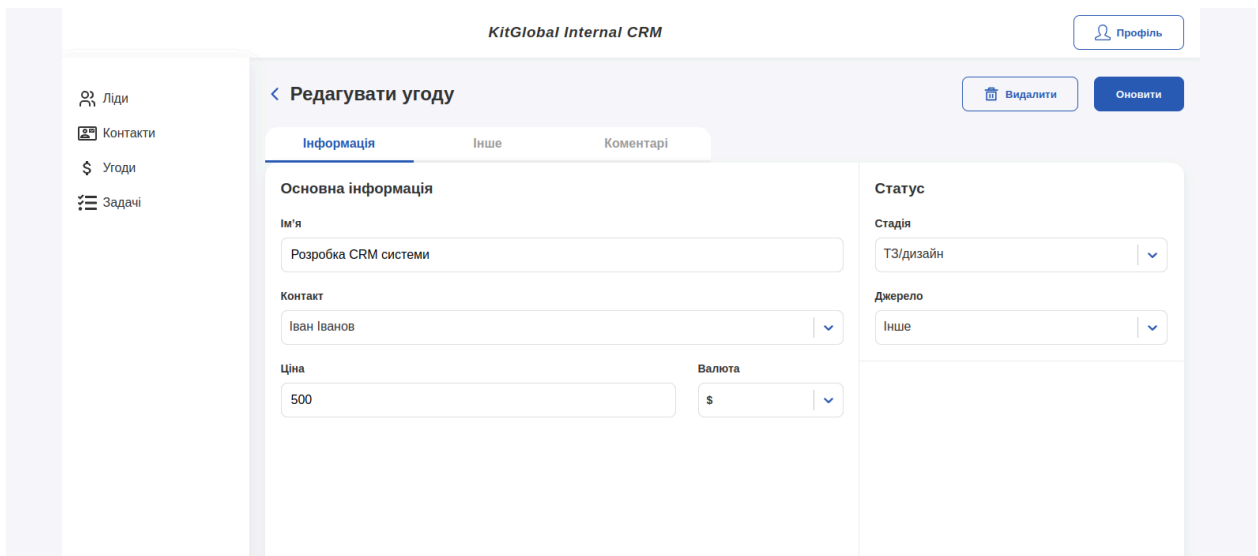 KitGlobal Internal CRM
Профіль
Ліди
Контакти
Угоди
Задачі
Редагувати угоду
Видалити
Оновити
Інформація
Інше
Коментарі
Основна інформація
Ім'я
Розробка CRM системи
Контакт
Іван Іванов
Ціна
500
Валюта
$
Статус
Стадія
ТЗ/дизайн
Джерело
Інше